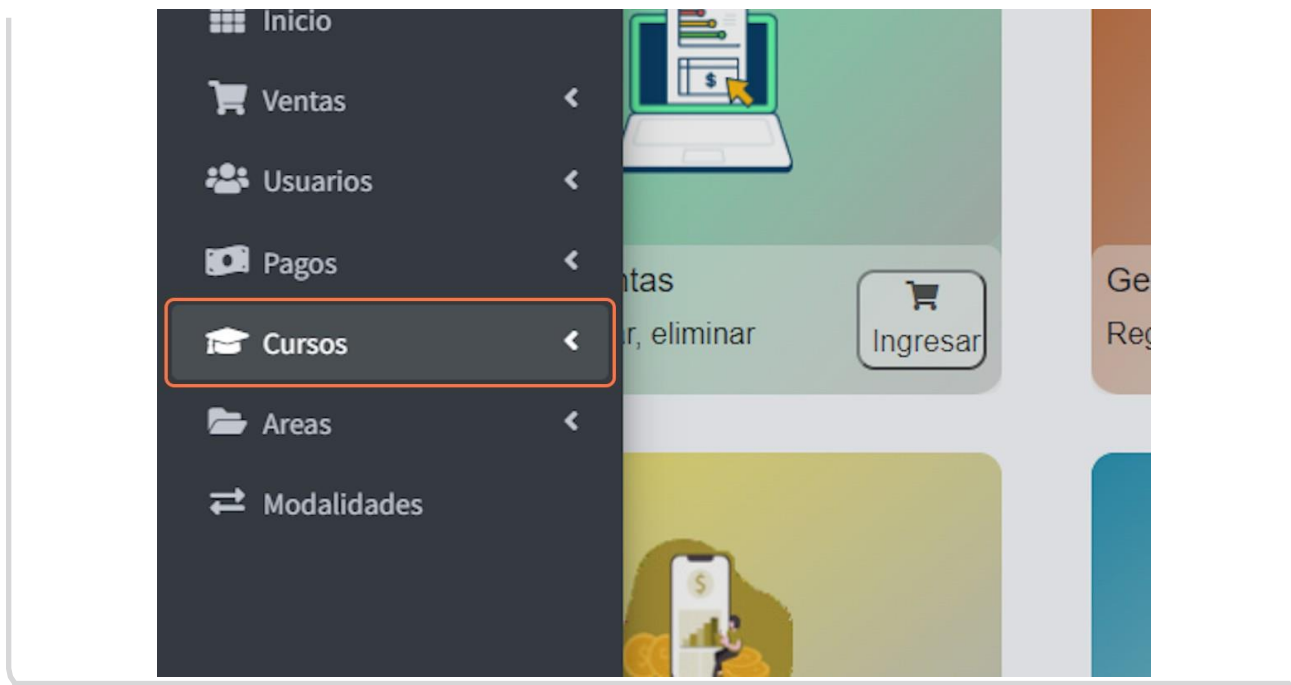 Inicio
Ventas
Usuarios
Pagos
Cursos
Areas
Modalidades
$
ntas
r, eliminar
Ingresar
Ge
Reg
$